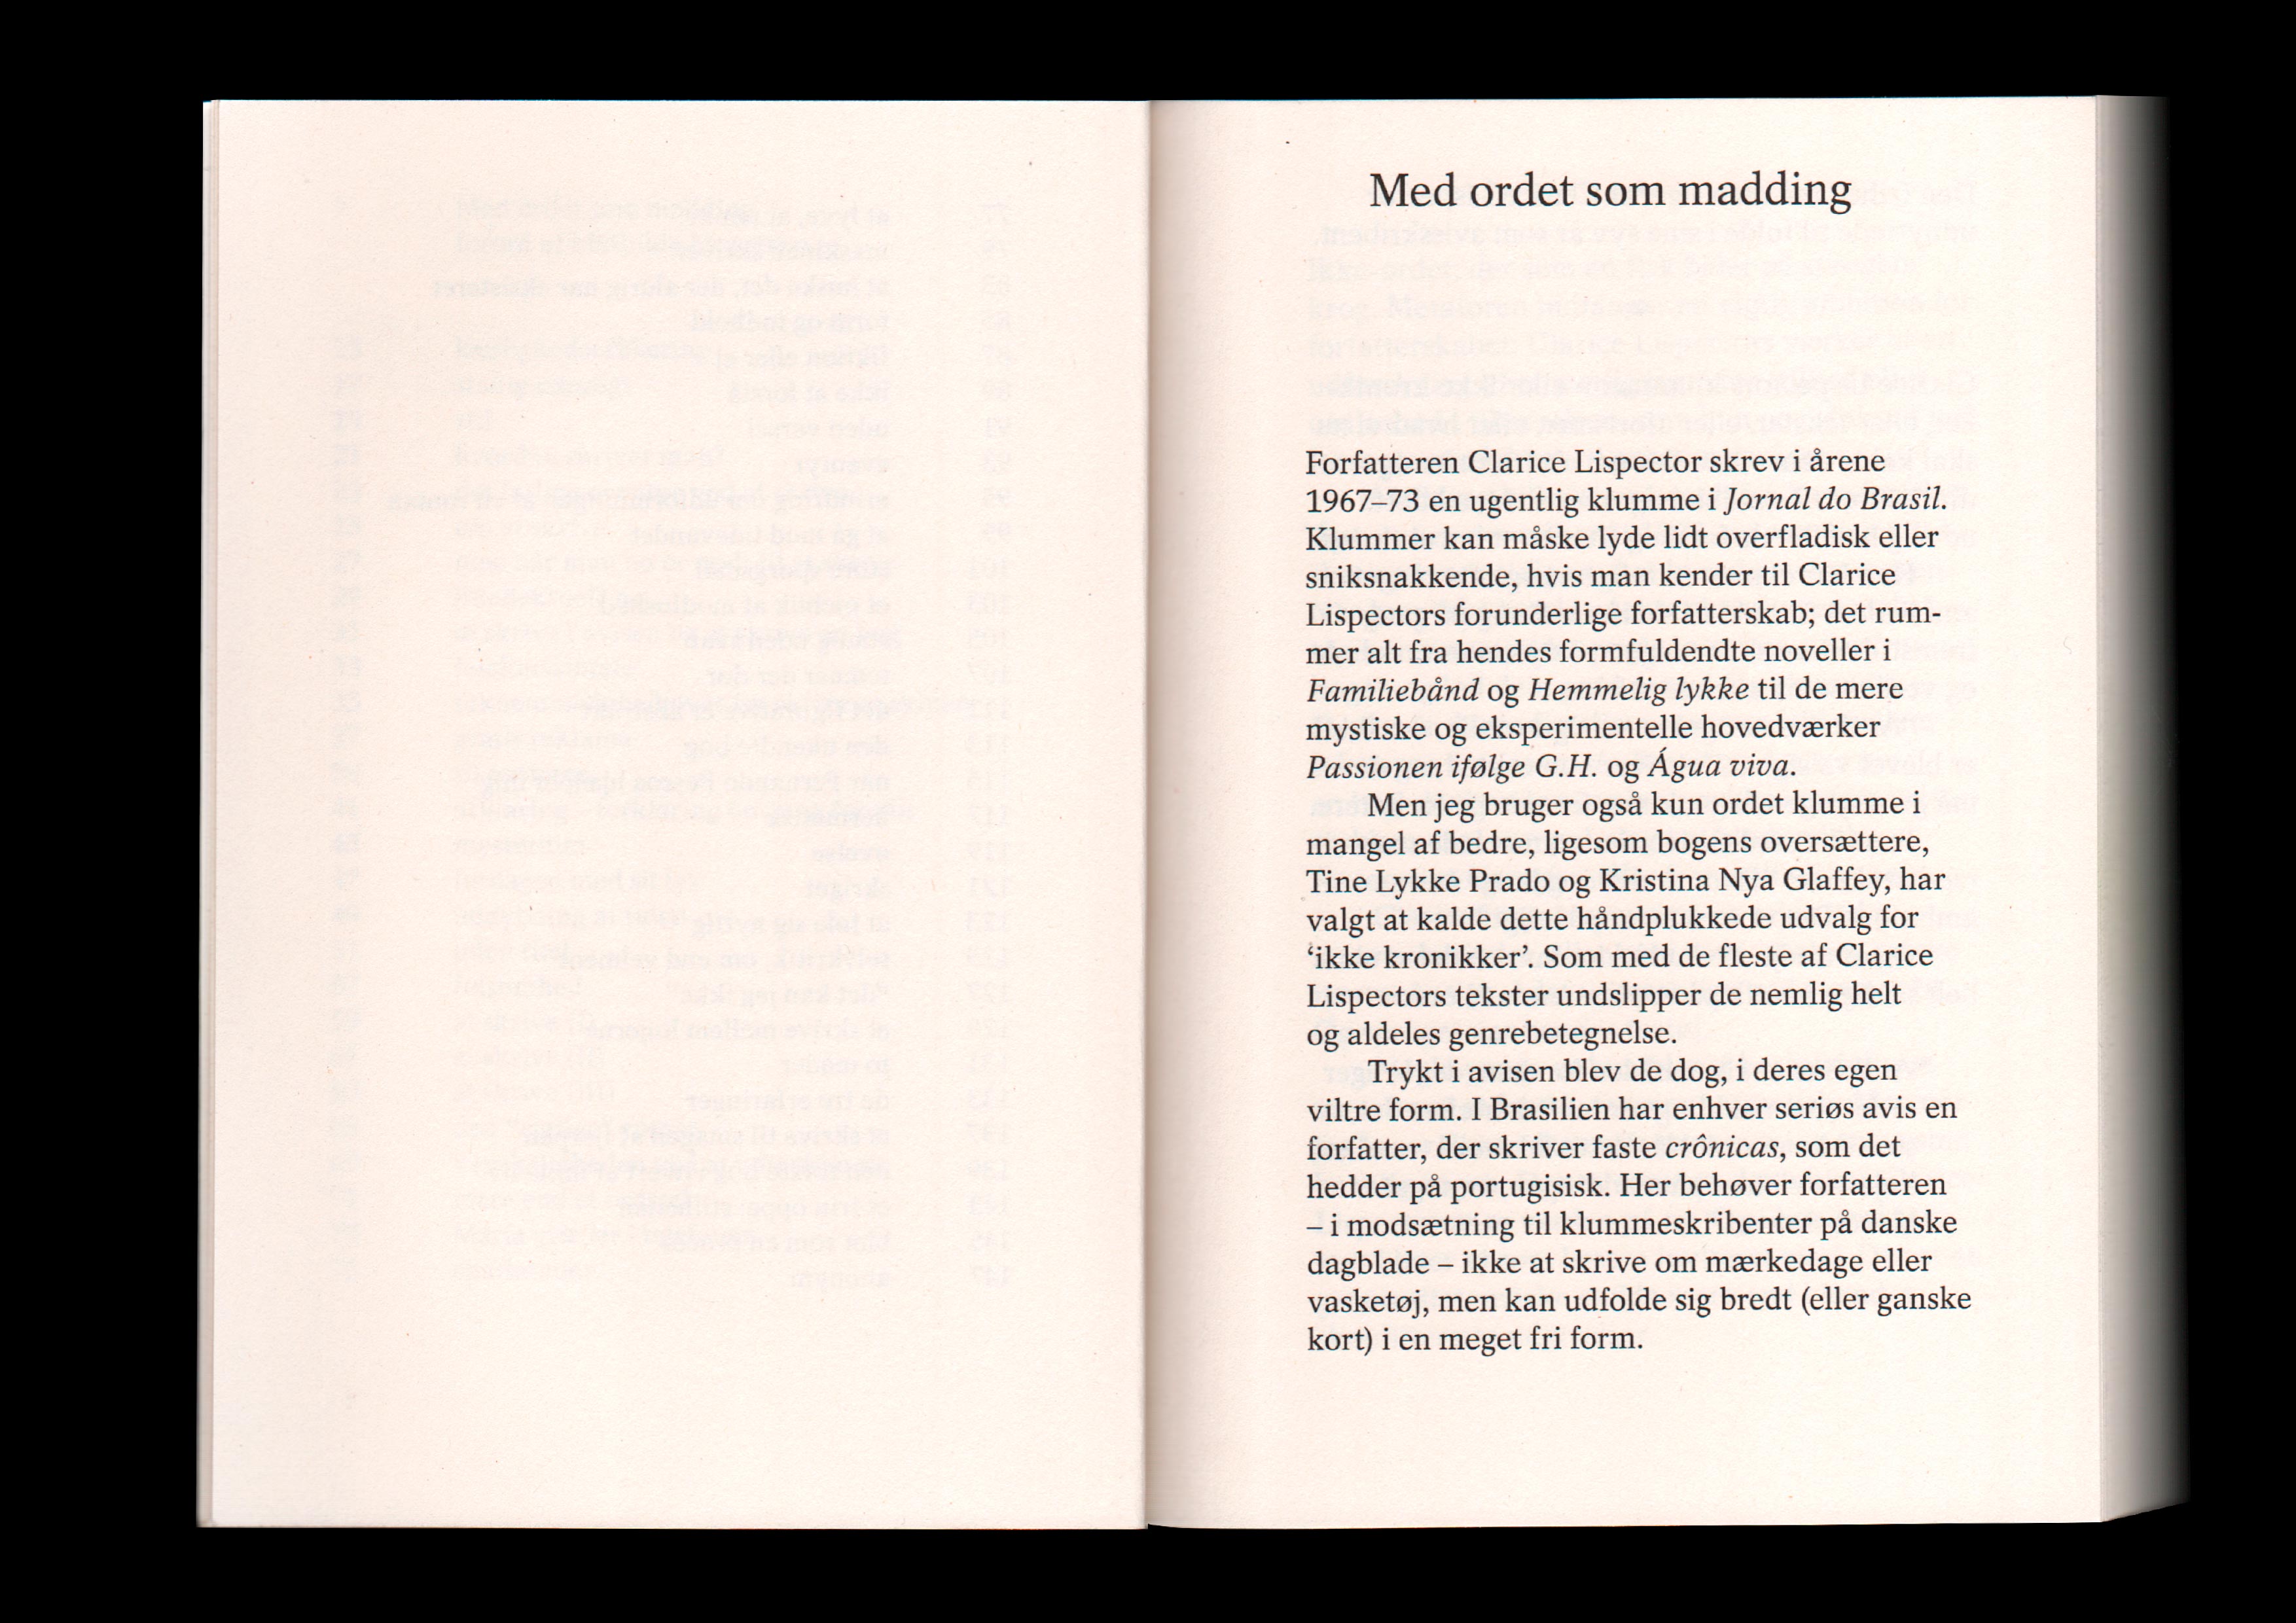 Med ordet som madding
Forfatteren Clarice Lispector skrev i årene
1967–73 en ugentlig klumme i Jornal do Brasil.
Klummer kan måske lyde lidt overfladisk eller
sniksnakkende, hvis man kender til Clarice
Lispectors forunderlige forfatterskab; det rum-
mer alt fra hendes formfuldendte noveller i
Familiebånd og Hemmelig lykke til de mere
mystiske og eksperimentelle hovedværker
Passionen ifølge G.H. og Água viva.
Men jeg bruger også kun ordet klumme i
mangel af bedre, ligesom bogens oversættere,
Tine Lykke Prado og Kristina Nya Glaffey, har
valgt at kalde dette håndplukkede udvalg for
‘ikke kronikker’. Som med de fleste af Clarice
Lispectors tekster undslipper de nemlig helt
og aldeles genrebetegnelse.
Trykt i avisen blev de dog, i deres egen
viltre form. I Brasilien har enhver seriøs avis en
forfatter, der skriver faste crônicas, som det
hedder på portugisisk. Her behøver forfatteren
– i modsætning til klummeskribenter på danske
dagblade – ikke at skrive om mærkedage eller
vasketøj, men kan udfolde sig bredt (eller ganske
kort) i en meget fri form.